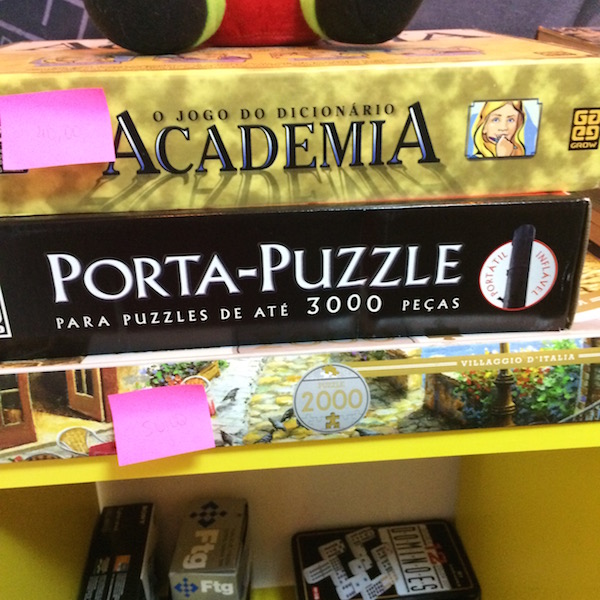 O JOGO DO DICIONÁRIO
ACADEMIA
GROW
PORTA-PUZZLE
PARA PUZZLES DE ATÉ 3000 PEÇAS
PORTÁTIL
INFLÁVEL
VILLAGGIO D'ITALIA
PUZZLE
2000
Ftg
Ftg
DOMINOES